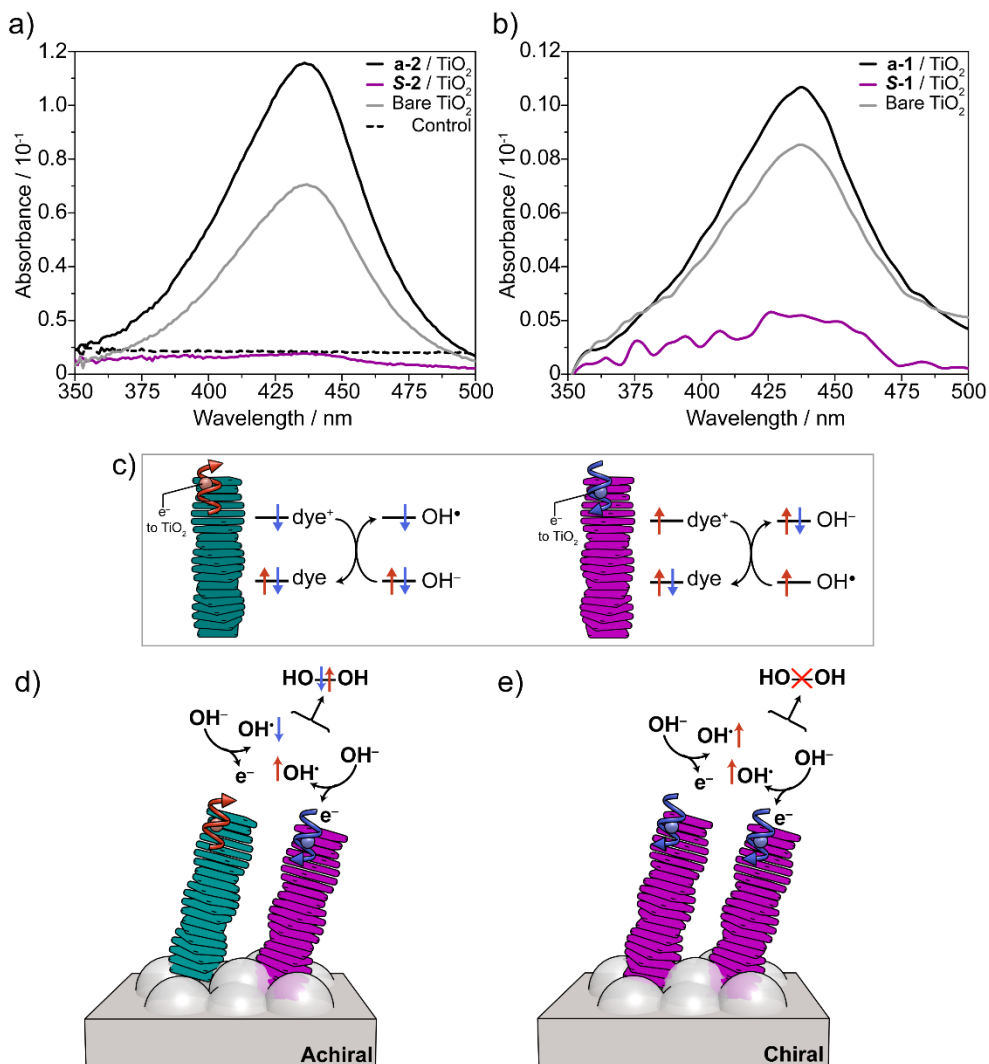 a)
Absorbance / 10⁻¹
1.2
1.0
0.8
0.6
0.4
0.5
0
350
375
400
425
450
475
500
Wavelength / nm
a-2 / TiO₂
S-2 / TiO₂
Bare TiO₂
Control
b)
Absorbance / 10⁻¹
0.12
0.10
0.08
0.06
0.04
0.05
0
350
375
400
425
450
475
500
Wavelength / nm
a-1 / TiO₂
S-1 / TiO₂
Bare TiO₂
c)
e⁻
to TiO₂
dye⁺
OH•
dye
OH⁻
e⁻
to TiO₂
dye⁺
OH⁻
dye
OH•
d)
HO OH
OH⁻
OH•
e⁻
OH•
OH⁻
e⁻
Achiral
e)
HO OH
OH⁻
OH•
e⁻
OH•
OH⁻
e⁻
Chiral